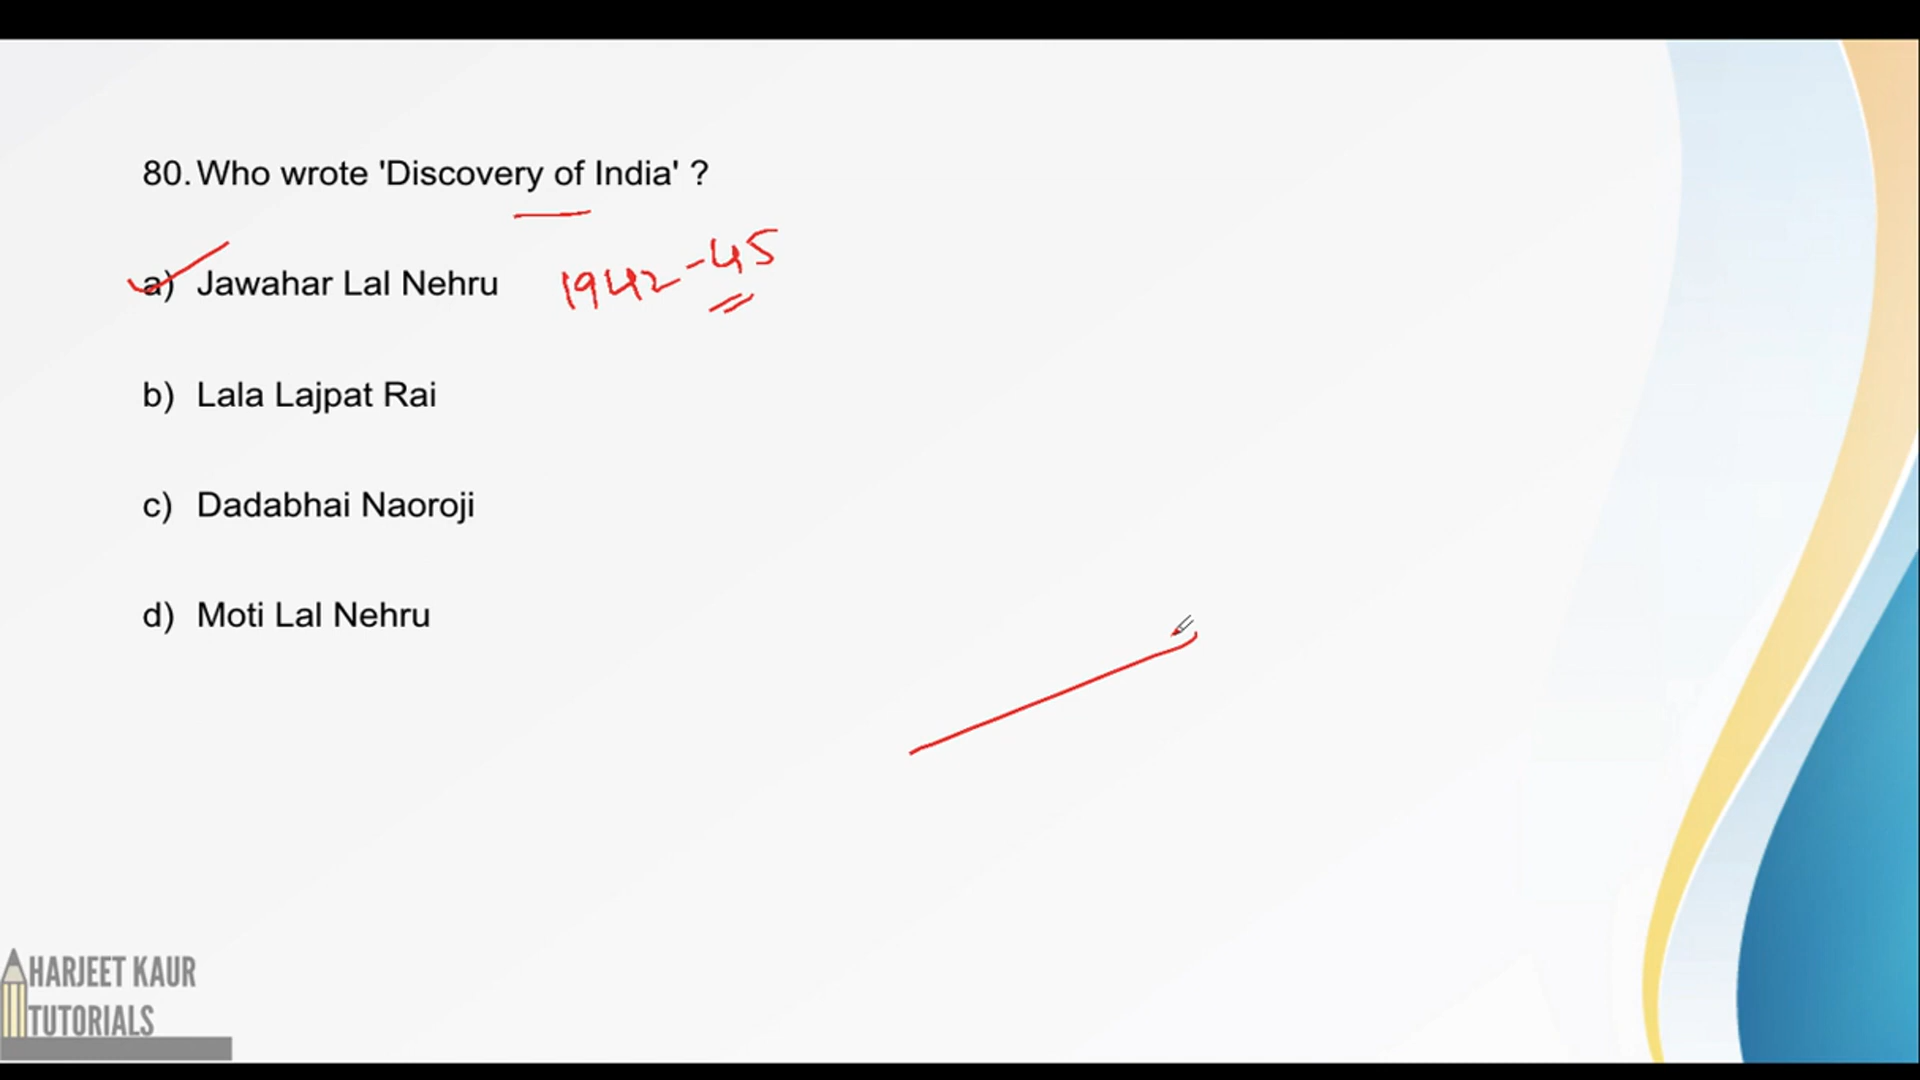 80. Who wrote 'Discovery of India' ?
a) Jawahar Lal Nehru 1942-45
b) Lala Lajpat Rai
c) Dadabhai Naoroji
d) Moti Lal Nehru
HARJEET KAUR
TUTORIALS